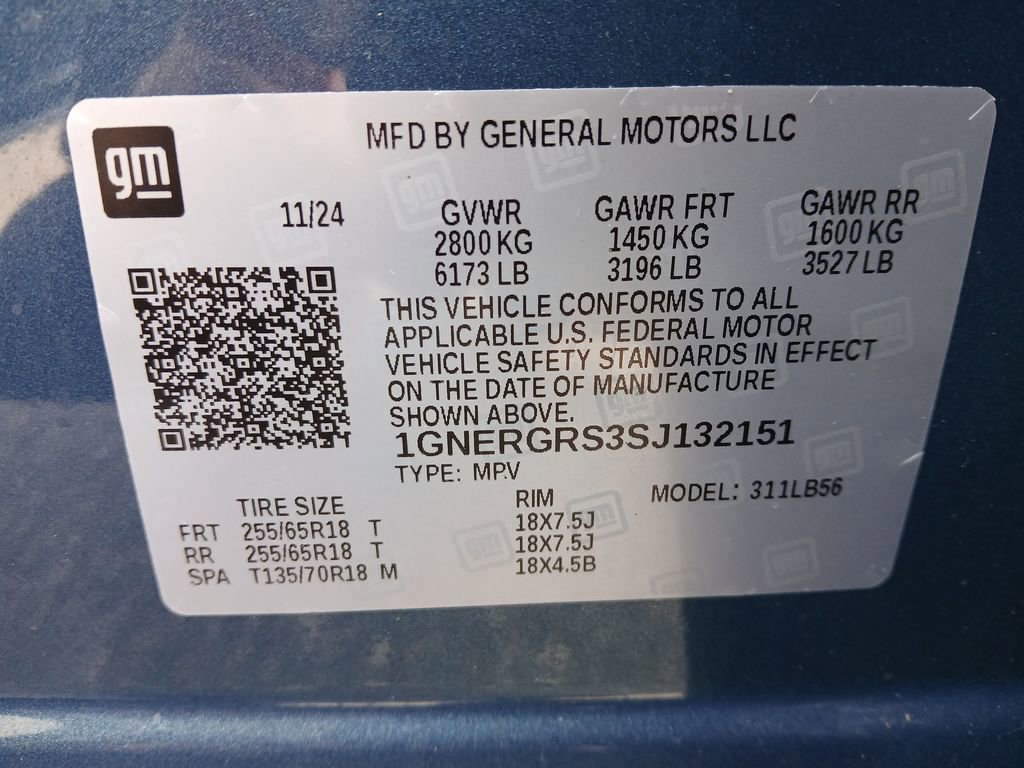 gm
MFD BY GENERAL MOTORS LLC
11/24 GVWR GAWR FRT GAWR RR
2800 KG 1450 KG 1600 KG
6173 LB 3196 LB 3527 LB
THIS VEHICLE CONFORMS TO ALL
APPLICABLE U.S. FEDERAL MOTOR
VEHICLE SAFETY STANDARDS IN EFFECT
ON THE DATE OF MANUFACTURE
SHOWN ABOVE.
1GNERGRS3SJ132151
TYPE: M.P.V
TIRE SIZE RIM MODEL: 311LB56
FRT 255/65R18 T 18X7.5J
RR 255/65R18 T 18X7.5J
SPA T135/70R18 M 18X4.5B